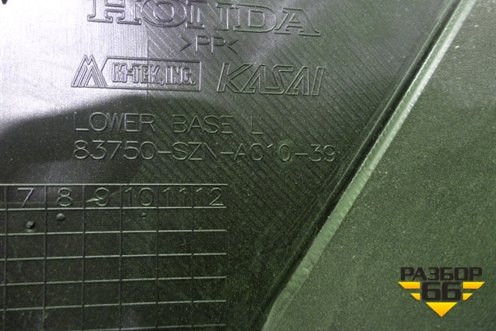 HONDA
>PP<
M-TEK, INC. KASAI
LOWER BASE L
83750-SZN-A010-39
7 8 9 10 11 12
РАЗБОР
66